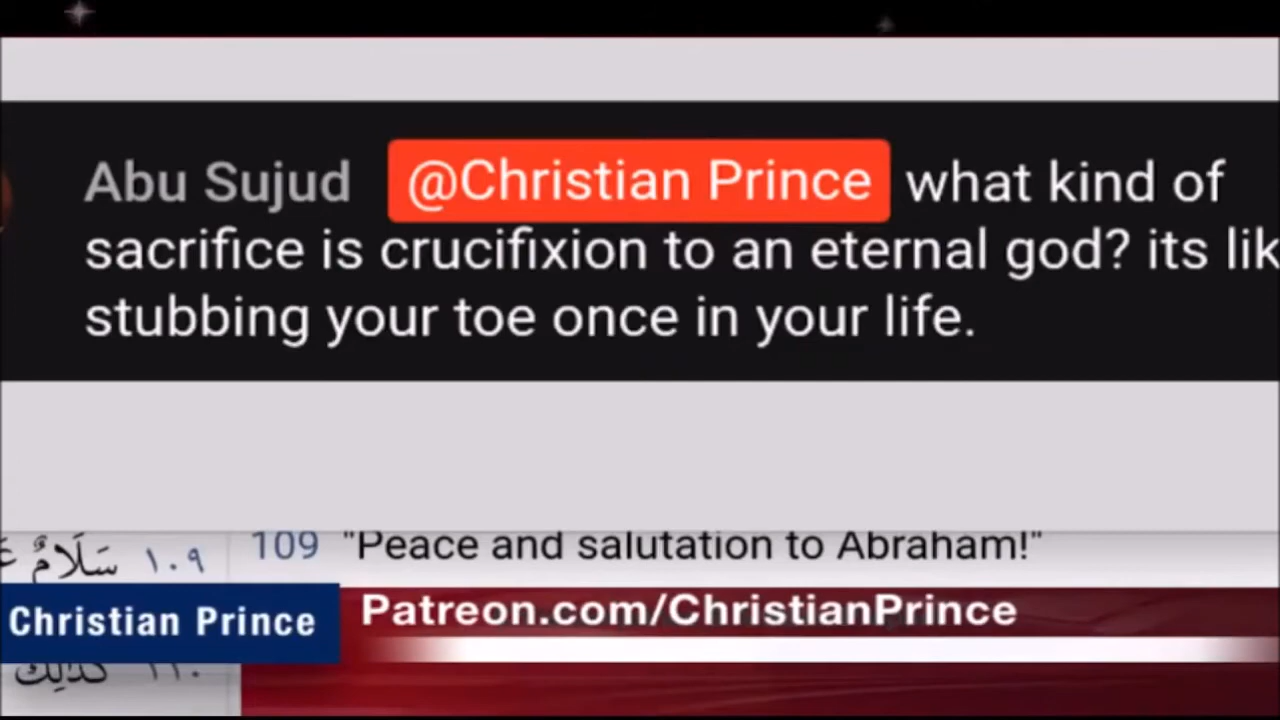 Abu Sujud @Christian Prince what kind of
sacrifice is crucifixion to an eternal god? its lik
stubbing your toe once in your life.
سَلَامٌ ١٠٩
109 "Peace and salutation to Abraham!"
Christian Prince
Patreon.com/ChristianPrince
كَذَٰلِكَ ١١٠